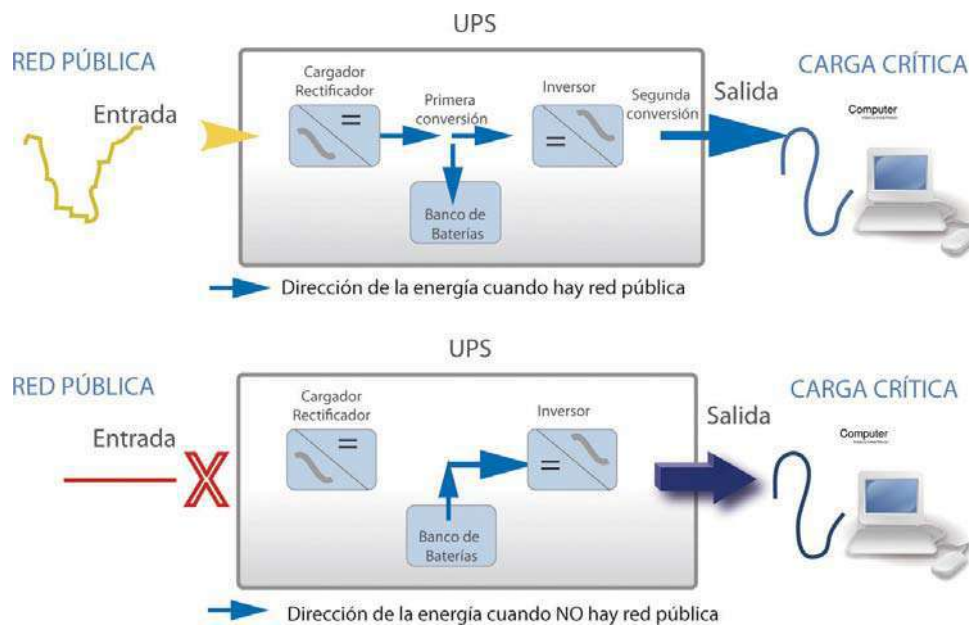 UPS
RED PÚBLICA
CARGA CRÍTICA
Entrada
Cargador
Rectificador
Primera
conversión
Inversor
Segunda
conversión
Salida
Computer
Banco de
Baterías
Dirección de la energía cuando hay red pública
UPS
RED PÚBLICA
CARGA CRÍTICA
Entrada
Cargador
Rectificador
Inversor
Salida
Computer
X
Banco de
Baterías
Dirección de la energía cuando NO hay red pública